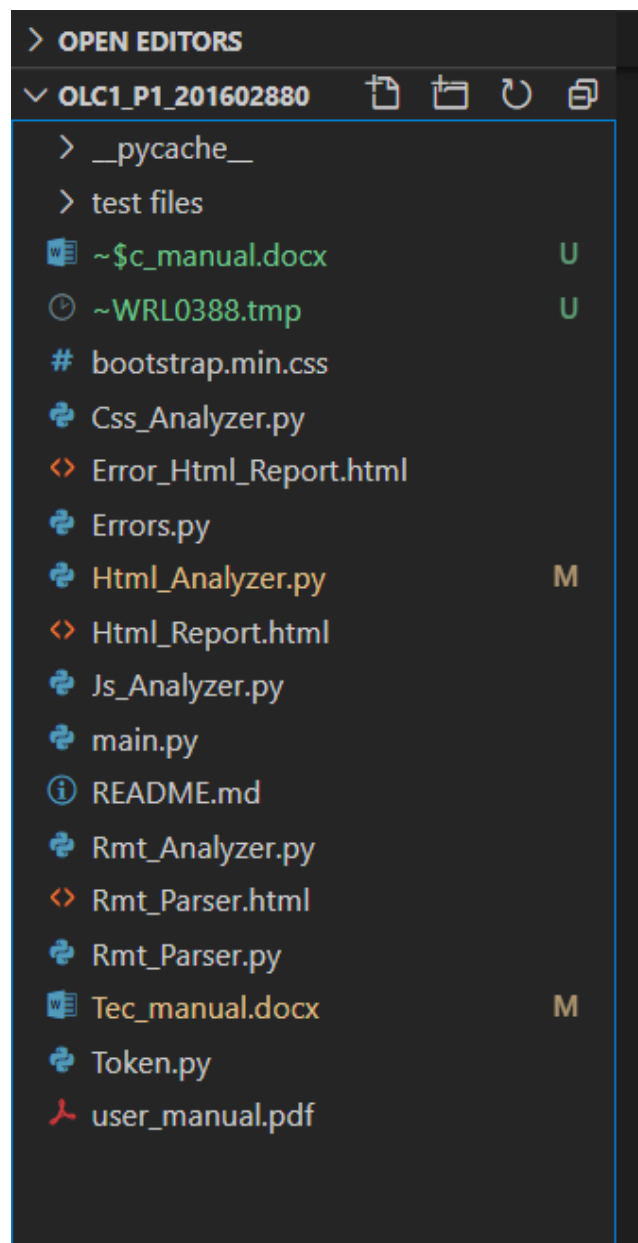 OPEN EDITORS
OLC1_P1_201602880
__pycache__
test files
~$c_manual.docx U
~WRL0388.tmp U
bootstrap.min.css
Css_Analyzer.py
Error_Html_Report.html
Errors.py
Html_Analyzer.py M
Html_Report.html
Js_Analyzer.py
main.py
README.md
Rmt_Analyzer.py
Rmt_Parser.html
Rmt_Parser.py
Tec_manual.docx M
Token.py
user_manual.pdf